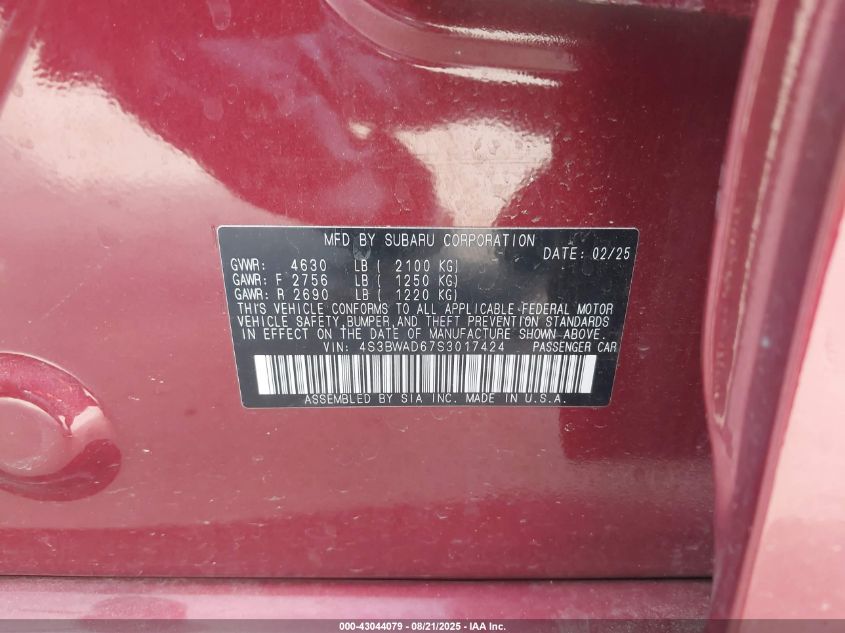 MFD BY SUBARU CORPORATION
DATE: 02/25
GVWR: 4630 LB ( 2100 KG)
GAWR: F 2756 LB ( 1250 KG)
GAWR: R 2690 LB ( 1220 KG)
THIS VEHICLE CONFORMS TO ALL APPLICABLE FEDERAL MOTOR
VEHICLE SAFETY, BUMPER, AND THEFT PREVENTION STANDARDS
IN EFFECT ON THE DATE OF MANUFACTURE SHOWN ABOVE.
VIN: 4S3BWAD67S3017424 PASSENGER CAR
ASSEMBLED BY SIA INC. MADE IN U.S.A.
000-43044079 - 08/21/2025 - IAA Inc.